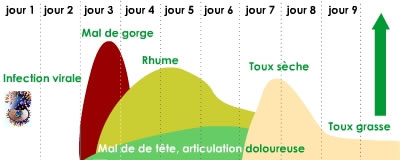 jour 1 jour 2 jour 3 jour 4 jour 5 jour 6 jour 7 jour 8 jour 9
Mal de gorge
Rhume
Toux sèche
Infection virale
Toux grasse
Mal de de tête, articulation douloureuse